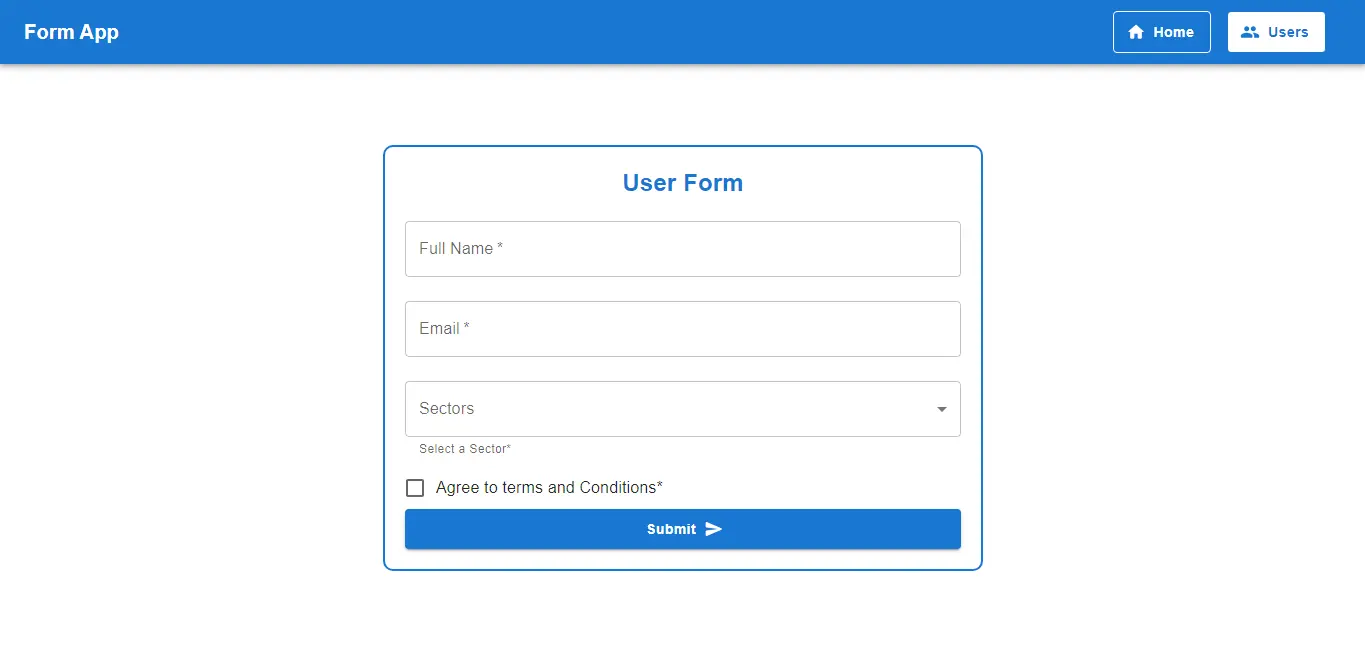 Form App
Home
Users
User Form
Full Name *
Email *
Sectors
Select a Sector*
Agree to terms and Conditions*
Submit